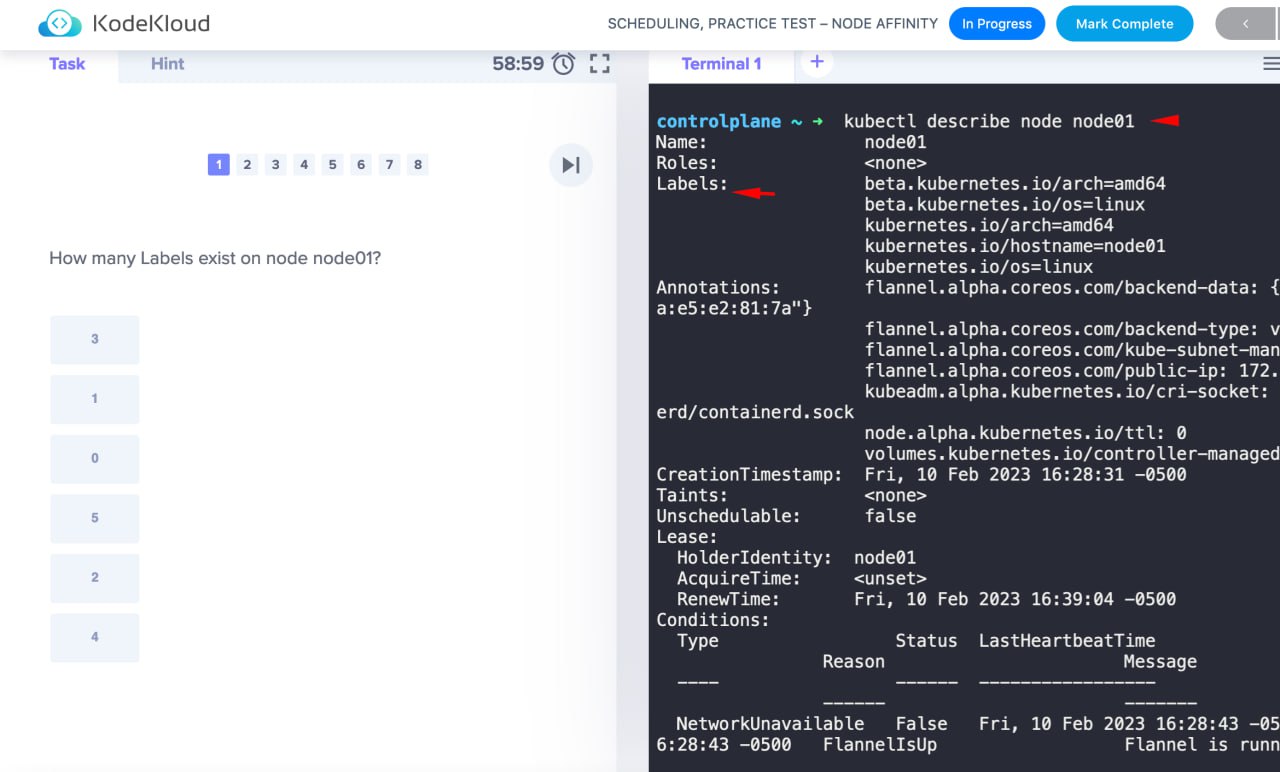 KodeKloud
SCHEDULING, PRACTICE TEST – NODE AFFINITY
In Progress
Mark Complete
<
Task
Hint
58:59
1 2 3 4 5 6 7 8
How many Labels exist on node node01?
3
1
0
5
2
4
Terminal 1
+
controlplane ~ ➜ kubectl describe node node01
Name: node01
Roles: <none>
Labels: beta.kubernetes.io/arch=amd64
beta.kubernetes.io/os=linux
kubernetes.io/arch=amd64
kubernetes.io/hostname=node01
kubernetes.io/os=linux
Annotations: flannel.alpha.coreos.com/backend-data: {
a:e5:e2:81:7a"}
flannel.alpha.coreos.com/backend-type: v
flannel.alpha.coreos.com/kube-subnet-man
flannel.alpha.coreos.com/public-ip: 172.
kubeadm.alpha.kubernetes.io/cri-socket:
erd/containerd.sock
node.alpha.kubernetes.io/ttl: 0
volumes.kubernetes.io/controller-managed
CreationTimestamp: Fri, 10 Feb 2023 16:28:31 -0500
Taints: <none>
Unschedulable: false
Lease:
HolderIdentity: node01
AcquireTime: <unset>
RenewTime: Fri, 10 Feb 2023 16:39:04 -0500
Conditions:
Type Status LastHeartbeatTime
Reason Message
---- ------ -----------------
------ -------
NetworkUnavailable False Fri, 10 Feb 2023 16:28:43 -05
6:28:43 -0500 FlannelIsUp Flannel is runn